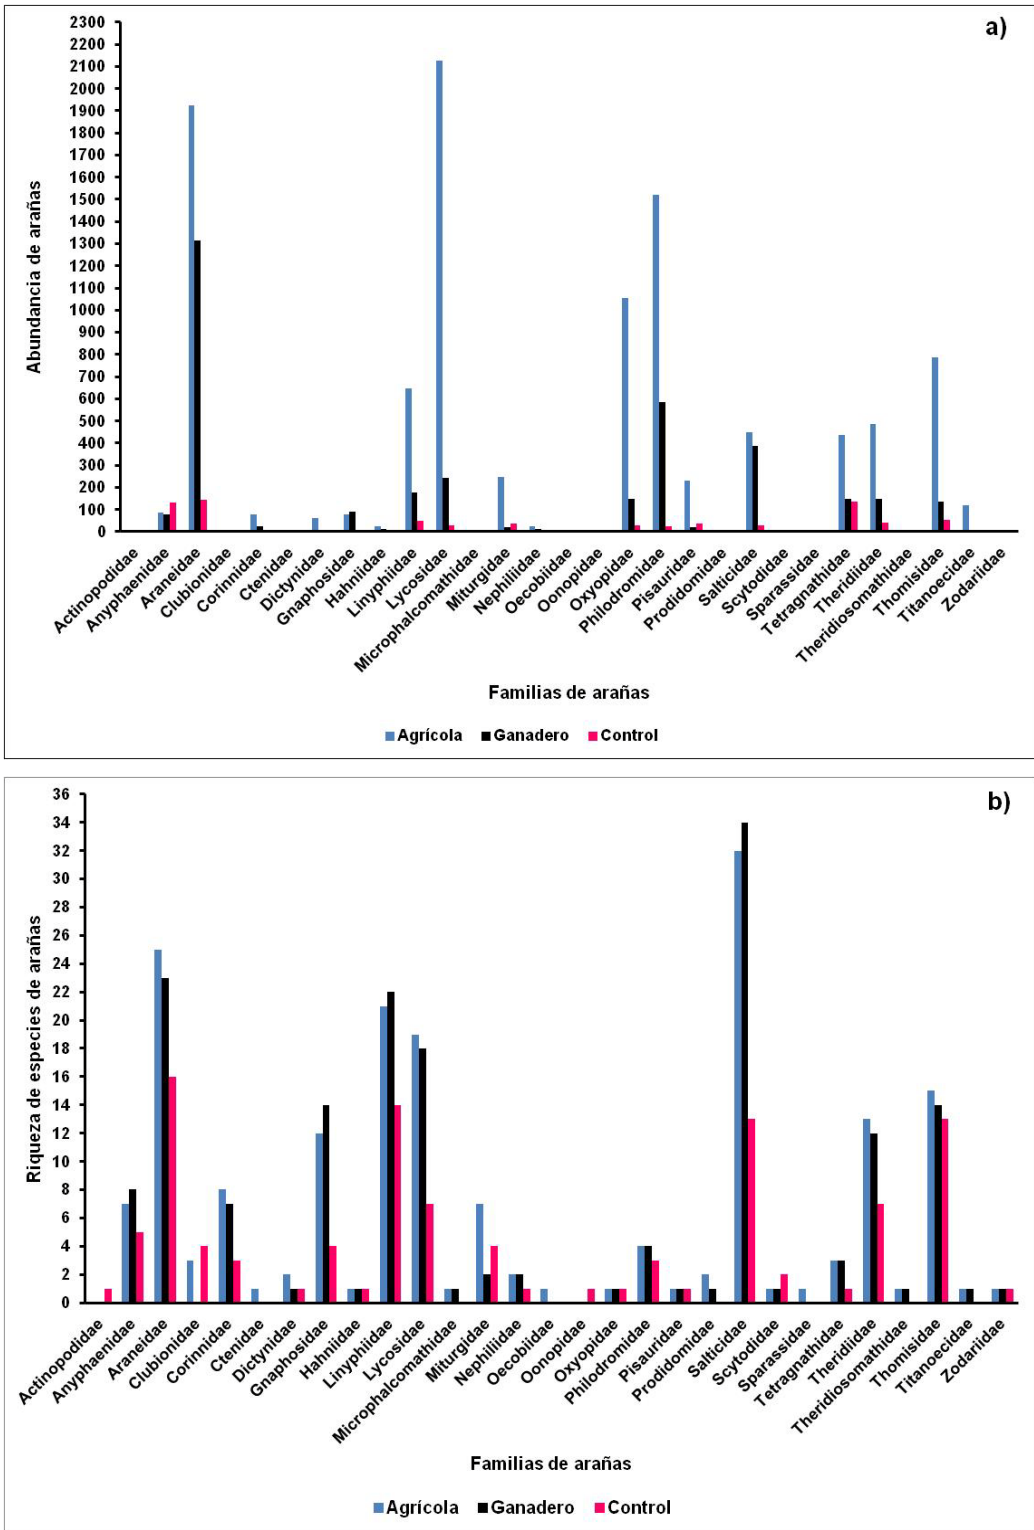 a)
Abundancia de arañas
2300
2200
2100
2000
1900
1800
1700
1600
1500
1400
1300
1200
1100
1000
900
800
700
600
500
400
300
200
100
0
Actinopodidae
Anyphaenidae
Araneidae
Clubionidae
Corinnidae
Ctenidae
Dictynidae
Gnaphosidae
Hahniidae
Linyphiidae
Lycosidae
Microphalcomathidae
Miturgidae
Nephiliidae
Oecobiidae
Oonopidae
Oxyopidae
Philodromidae
Pisauridae
Prodidomidae
Salticidae
Scytodidae
Sparassidae
Tetragnathidae
Theridiidae
Theridiosomathidae
Thomisidae
Titanoecidae
Zodariidae
Familias de arañas
Agrícola Ganadero Control
b)
Riqueza de especies de arañas
36
34
32
30
28
26
24
22
20
18
16
14
12
10
8
6
4
2
0
Actinopodidae
Anyphaenidae
Araneidae
Clubionidae
Corinnidae
Ctenidae
Dictynidae
Gnaphosidae
Hahniidae
Linyphiidae
Lycosidae
Microphalcomathidae
Miturgidae
Nephiliidae
Oecobiidae
Oonopidae
Oxyopidae
Philodromidae
Pisauridae
Prodidomidae
Salticidae
Scytodidae
Sparassidae
Tetragnathidae
Theridiidae
Theridiosomathidae
Thomisidae
Titanoecidae
Zodariidae
Familias de arañas
Agrícola Ganadero Control